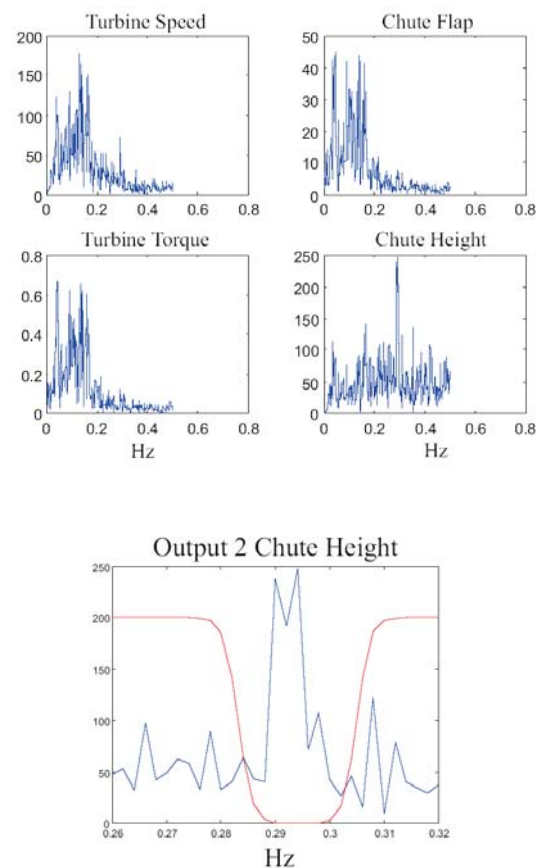 Turbine Speed
200
150
100
50
0
0 0.2 0.4 0.6 0.8
Chute Flap
50
40
30
20
10
0
0 0.2 0.4 0.6 0.8
Turbine Torque
0.8
0.6
0.4
0.2
0
0 0.2 0.4 0.6 0.8
Hz
Chute Height
250
200
150
100
50
0
0 0.2 0.4 0.6 0.8
Hz
Output 2 Chute Height
250
200
150
100
50
0
0.26 0.27 0.28 0.29 0.3 0.31 0.32
Hz